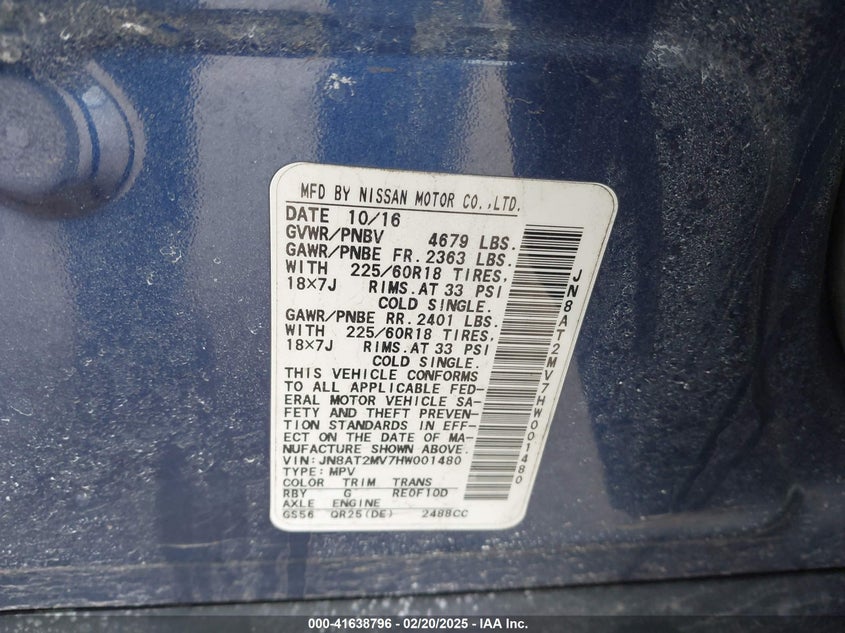 MFD BY NISSAN MOTOR CO.,LTD.
DATE 10/16
GVWR/PNBV 4679 LBS.
GAWR/PNBE FR. 2363 LBS.
WITH 225/60R18 TIRES,
18×7J RIMS.AT 33 PSI
COLD SINGLE.
GAWR/PNBE RR. 2401 LBS.
WITH 225/60R18 TIRES,
18×7J RIMS.AT 33 PSI
COLD SINGLE.
THIS VEHICLE CONFORMS
TO ALL APPLICABLE FED-
ERAL MOTOR VEHICLE SA-
FETY AND THEFT PREVEN-
TION STANDARDS IN EFF-
ECT ON THE DATE OF MA-
NUFACTURE SHOWN ABOVE.
VIN: JN8AT2MV7HW001480
TYPE: MPV
COLOR TRIM TRANS
RBY G RE0F10D
AXLE ENGINE
GS56 QR25(DE) 2488CC
JN8AT2MV7HW001480
000-41638796 - 02/20/2025 - IAA Inc.